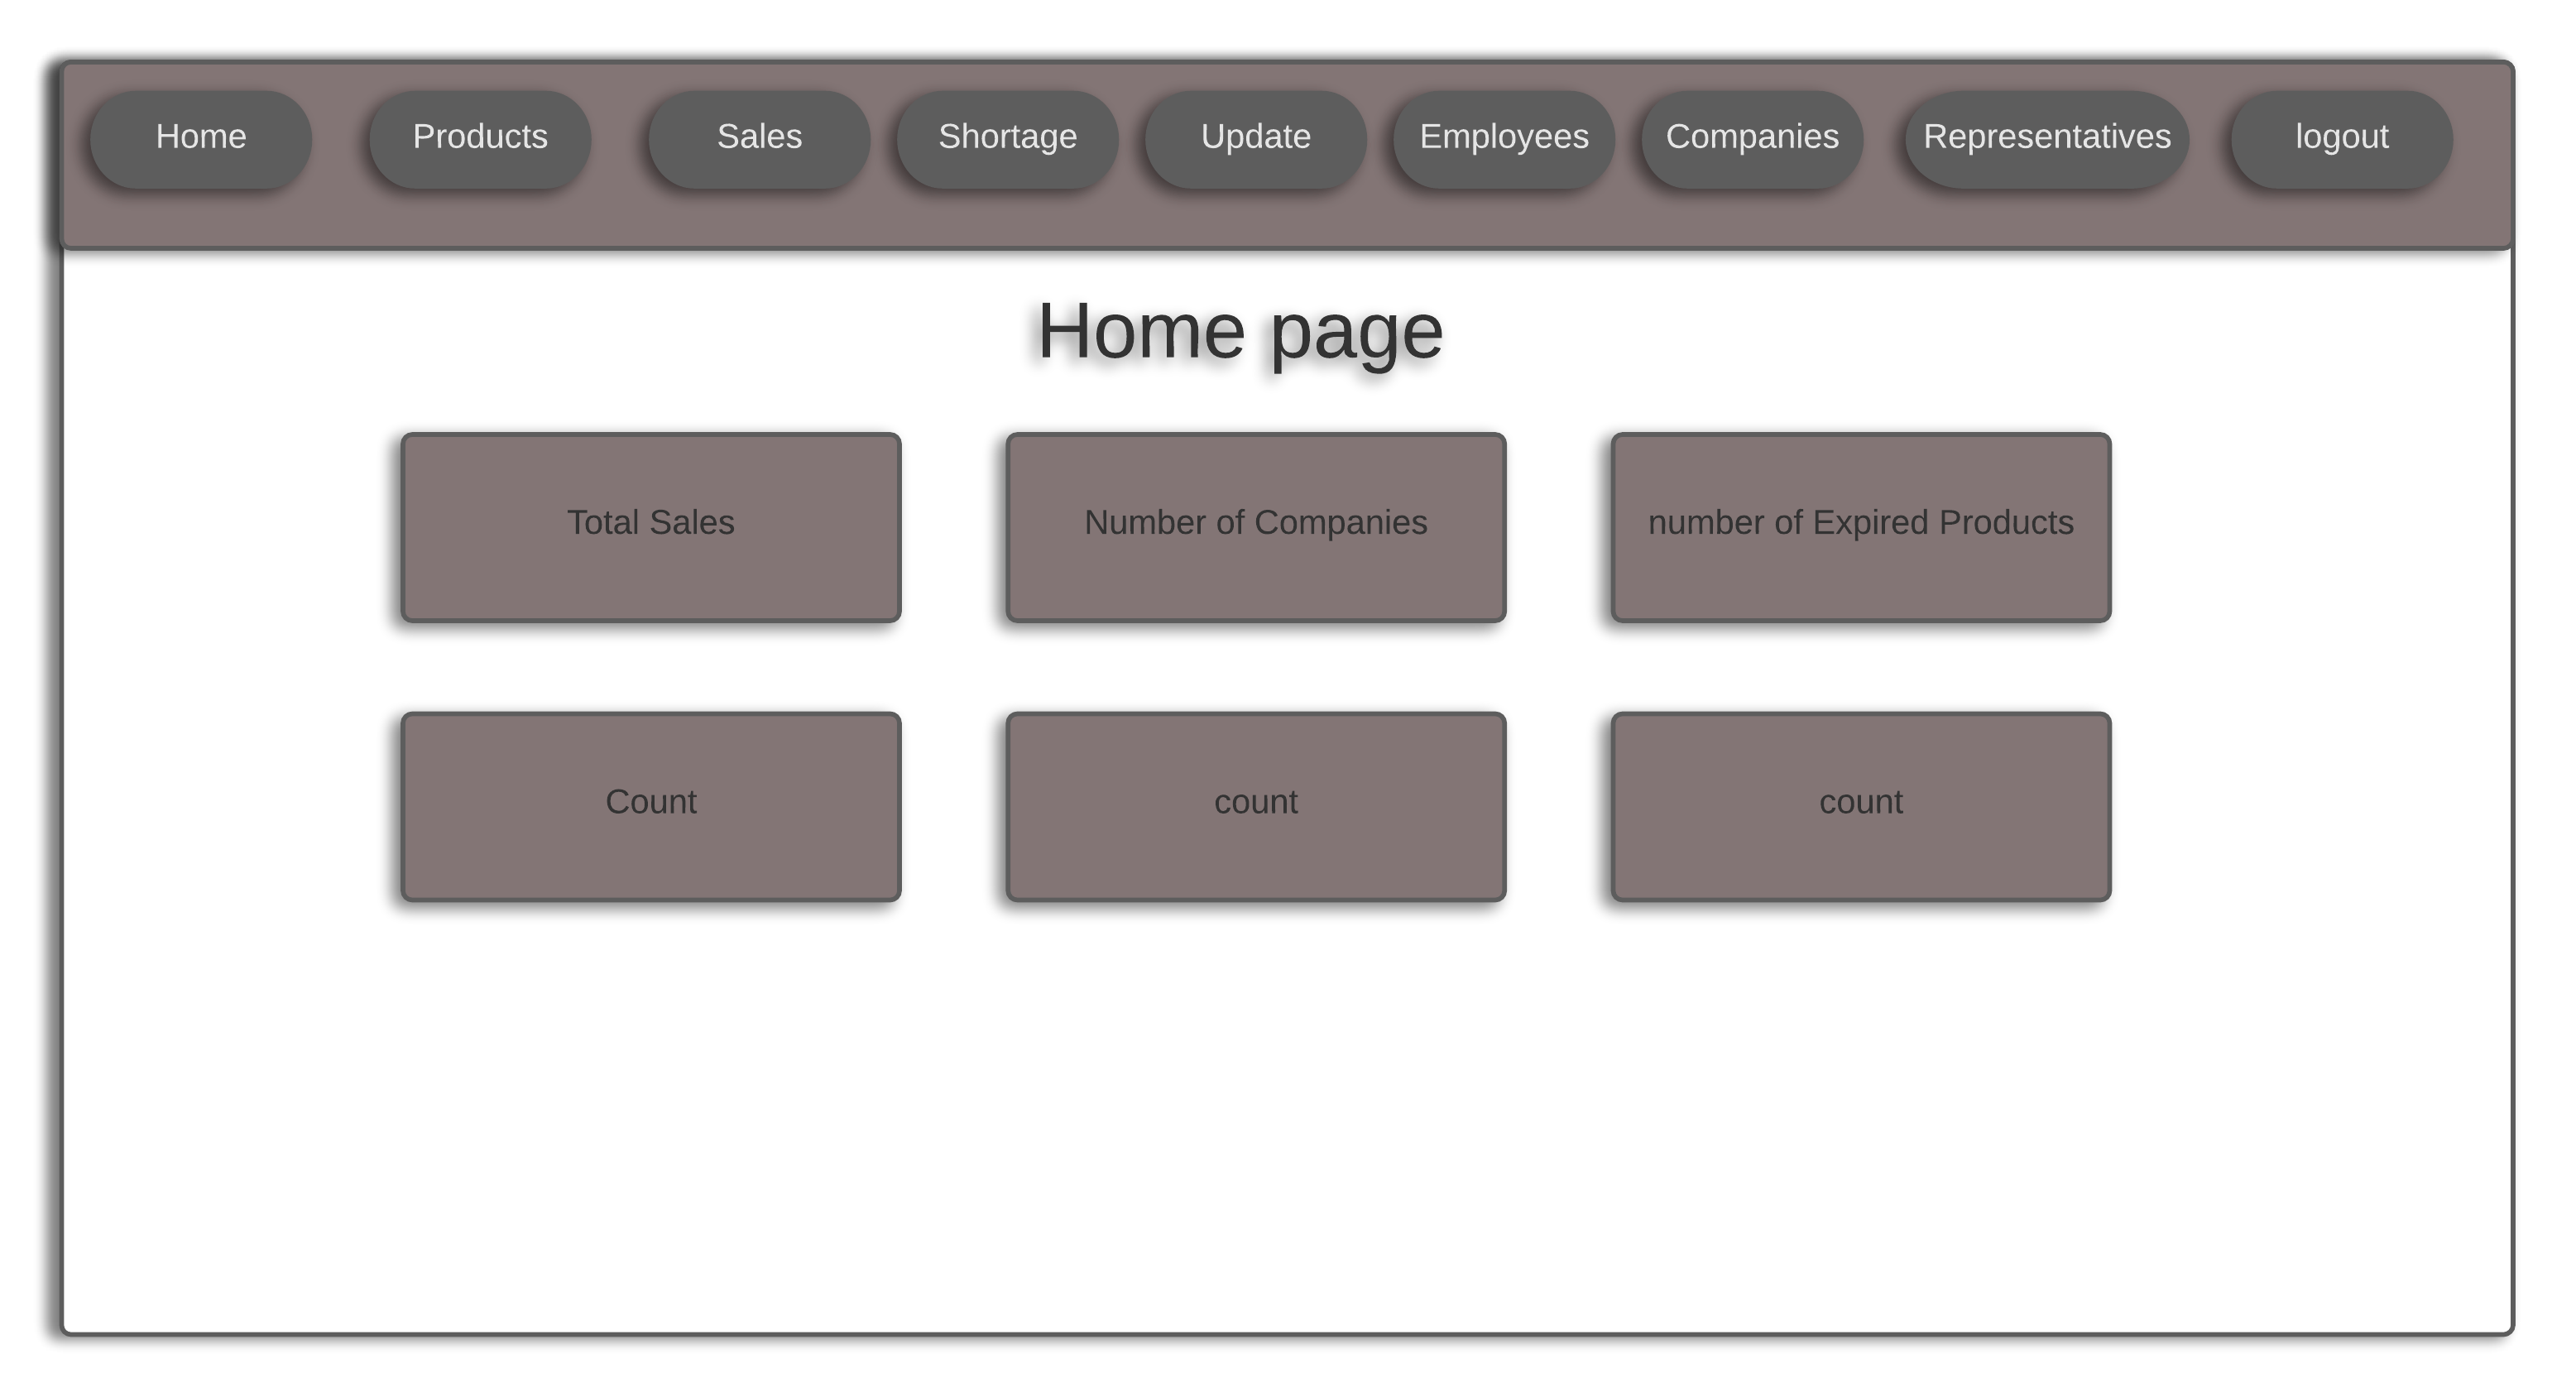 Home Products Sales Shortage Update Employees Companies Representatives logout
Home page
Total Sales Number of Companies number of Expired Products
Count count count